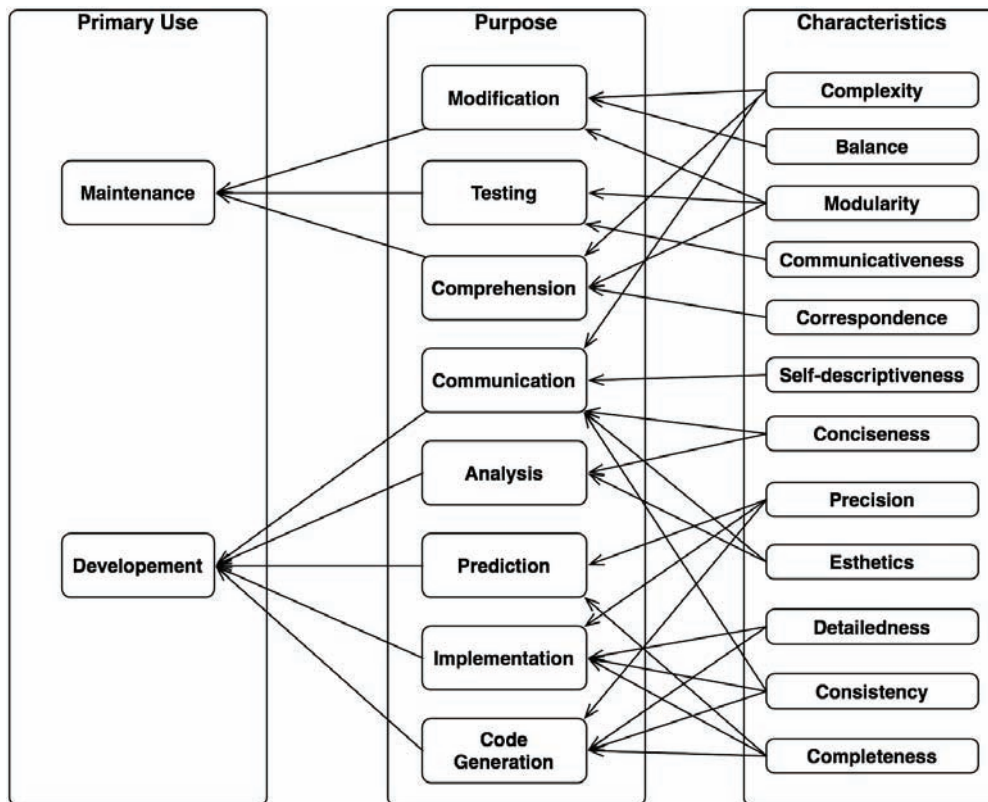 Primary Use
Purpose
Characteristics
Maintenance
Developement
Modification
Testing
Comprehension
Communication
Analysis
Prediction
Implementation
Code
Generation
Complexity
Balance
Modularity
Communicativeness
Correspondence
Self-descriptiveness
Conciseness
Precision
Esthetics
Detailedness
Consistency
Completeness